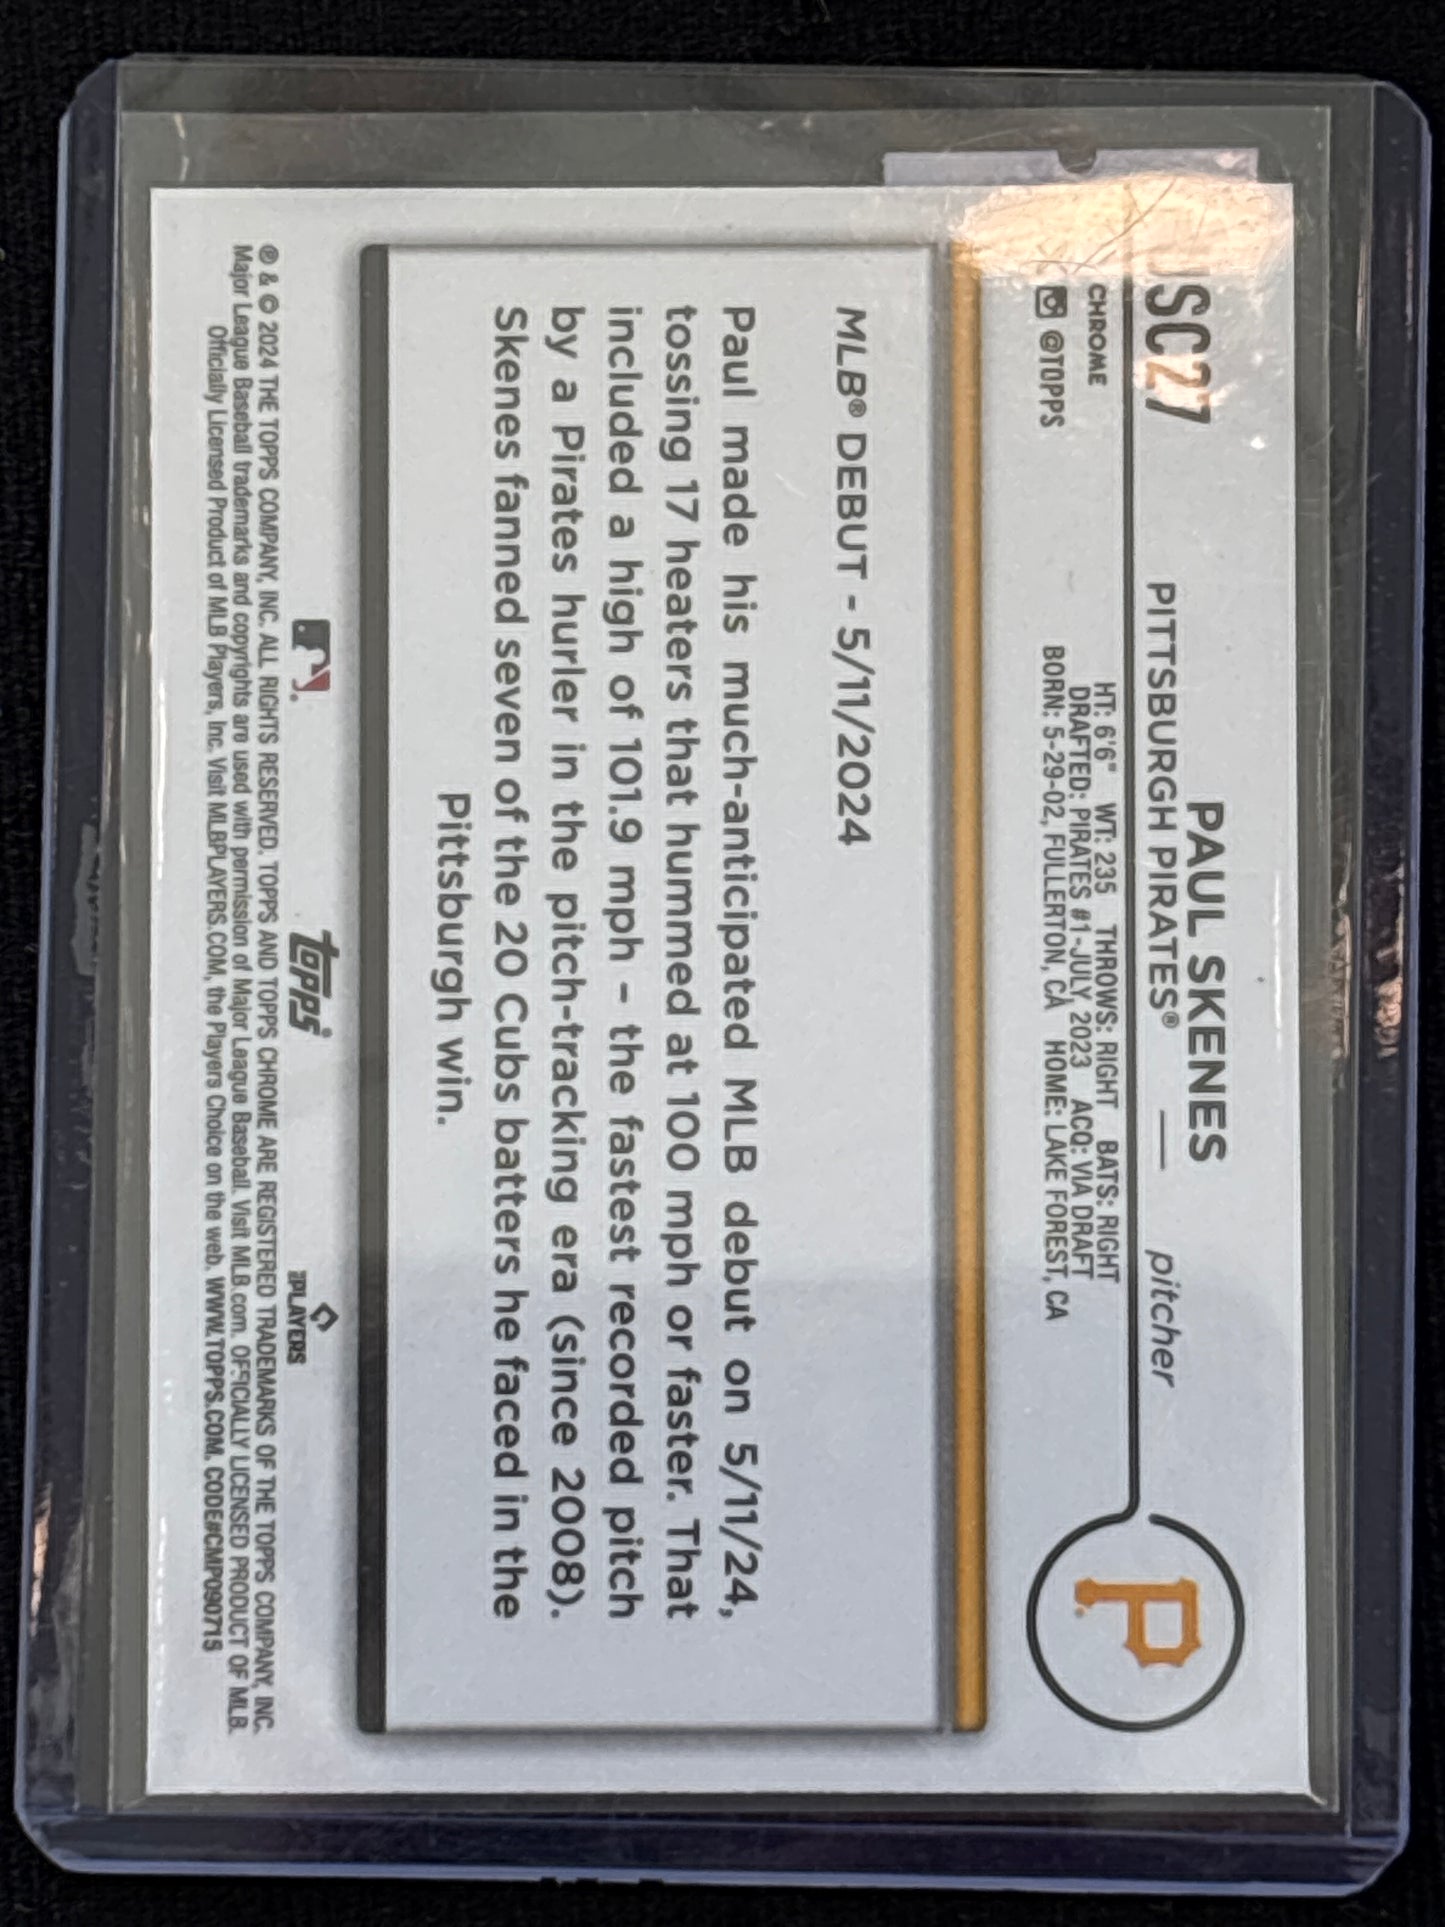 USC27
PAUL SKENES
PITTSBURGH PIRATES® — pitcher
CHROME
@TOPPS
HT: 6'6" WT: 235 THROWS: RIGHT BATS: RIGHT
DRAFTED: PIRATES #1-JULY, 2023 ACQ: VIA DRAFT
BORN: 5-29-02, FULLERTON, CA HOME: LAKE FOREST, CA
P
MLB® DEBUT - 5/11/2024
Paul made his much-anticipated MLB debut on 5/11/24,
tossing 17 heaters that hummed at 100 mph or faster. That
included a high of 101.9 mph – the fastest recorded pitch
by a Pirates hurler in the pitch-tracking era (since 2008).
Skenes fanned seven of the 20 Cubs batters he faced in the
Pittsburgh win.
topps
PLAYERS
® & © 2024 THE TOPPS COMPANY, INC. ALL RIGHTS RESERVED. TOPPS AND TOPPS CHROME ARE REGISTERED TRADEMARKS OF THE TOPPS COMPANY, INC.
Major League Baseball trademarks and copyrights are used with permission of Major League Baseball. Visit MLB.com. OFFICIALLY LICENSED PRODUCT OF MLB.
Officially Licensed Product of MLB Players, Inc. Visit MLBPLAYERS.COM, the Players Choice on the web. WWW.TOPPS.COM. CODE#CMP090715